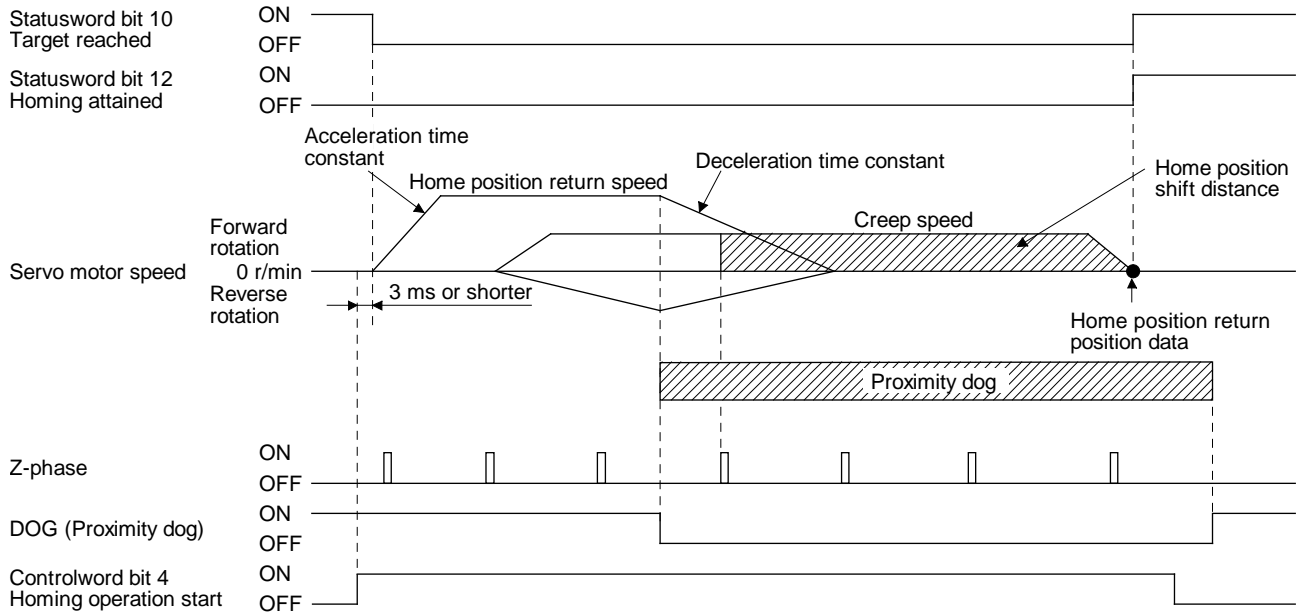 Statusword bit 10
Target reached
ON
OFF
Statusword bit 12
Homing attained
ON
OFF
Acceleration time
constant
Home position return speed
Deceleration time constant
Home position
shift distance
Creep speed
Forward
rotation
Servo motor speed
0 r/min
Reverse
rotation
3 ms or shorter
Home position return
position data
Proximity dog
Z-phase
ON
OFF
DOG (Proximity dog)
ON
OFF
Controlword bit 4
Homing operation start
ON
OFF